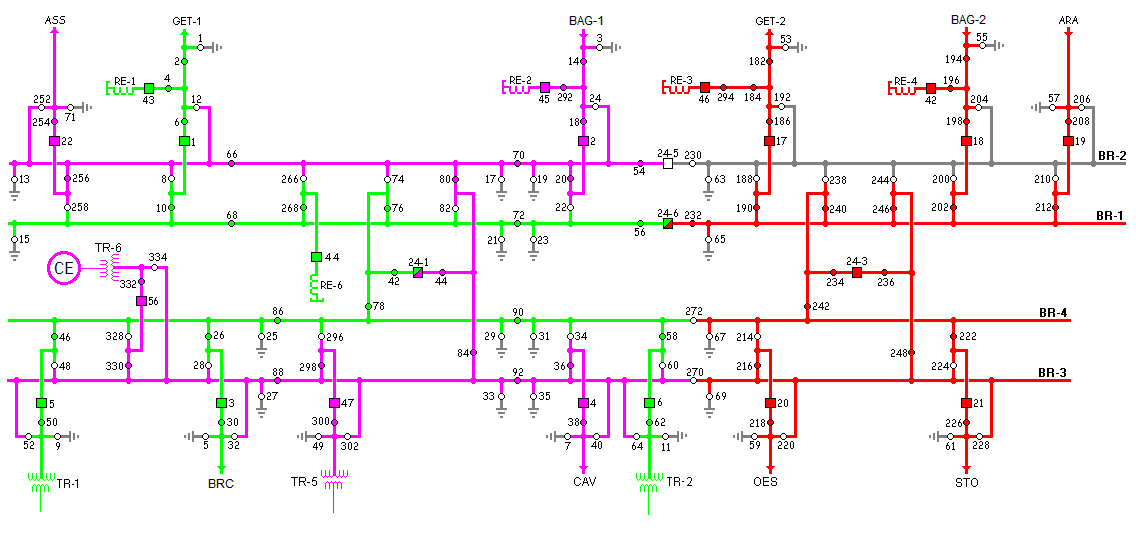 ASS GET-1 BAG-1 GET-2 BAG-2 ARA
1 3 53 55
2 14 182 194
RE-1 4 RE-2 RE-3 RE-4 196
43 45 292 46 294 184 42
252 71 12 24 192 204 57 206
254 6 18 186 198 208
22 1 2 17 18 19
66 70 24-5 230 BR-2
54
13 256 8 266 74 80 17 19 20 63 188 238 244 200 210
258 10 268 76 82 22 190 240 246 202 212
68 72 24-6 232 BR-1
56
15 21 23 65
TR-6 334 44 24-1 24-3
CE 332 42 44 234 236
56 RE-6
78 242
86 90 272 BR-4
46 328 26 25 296 29 31 34 58 67 214 222
84 248
48 330 28 298 36 60 216 224
88 92 270 BR-3
27 33 35 69
5 3 47 4 6 20 21
50 30 300 38 62 218 226
52 9 5 32 49 302 7 40 64 11 59 220 61 228
TR-1 BRC TR-5 CAV TR-2 OES STO